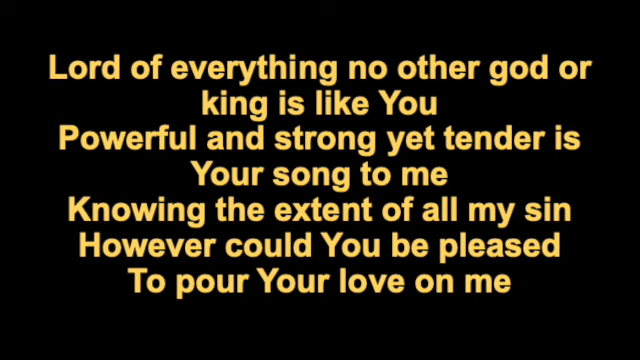 Lord of everything no other god or
king is like You
Powerful and strong yet tender is
Your song to me
Knowing the extent of all my sin
However could You be pleased
To pour Your love on me